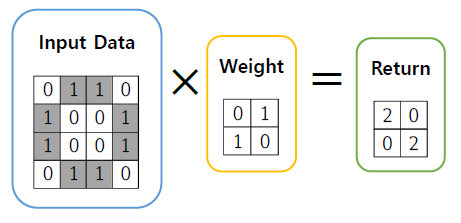 Input Data
0 1 1 0
1 0 0 1
1 0 0 1
0 1 1 0
×
Weight
0 1
1 0
=
Return
2 0
0 2